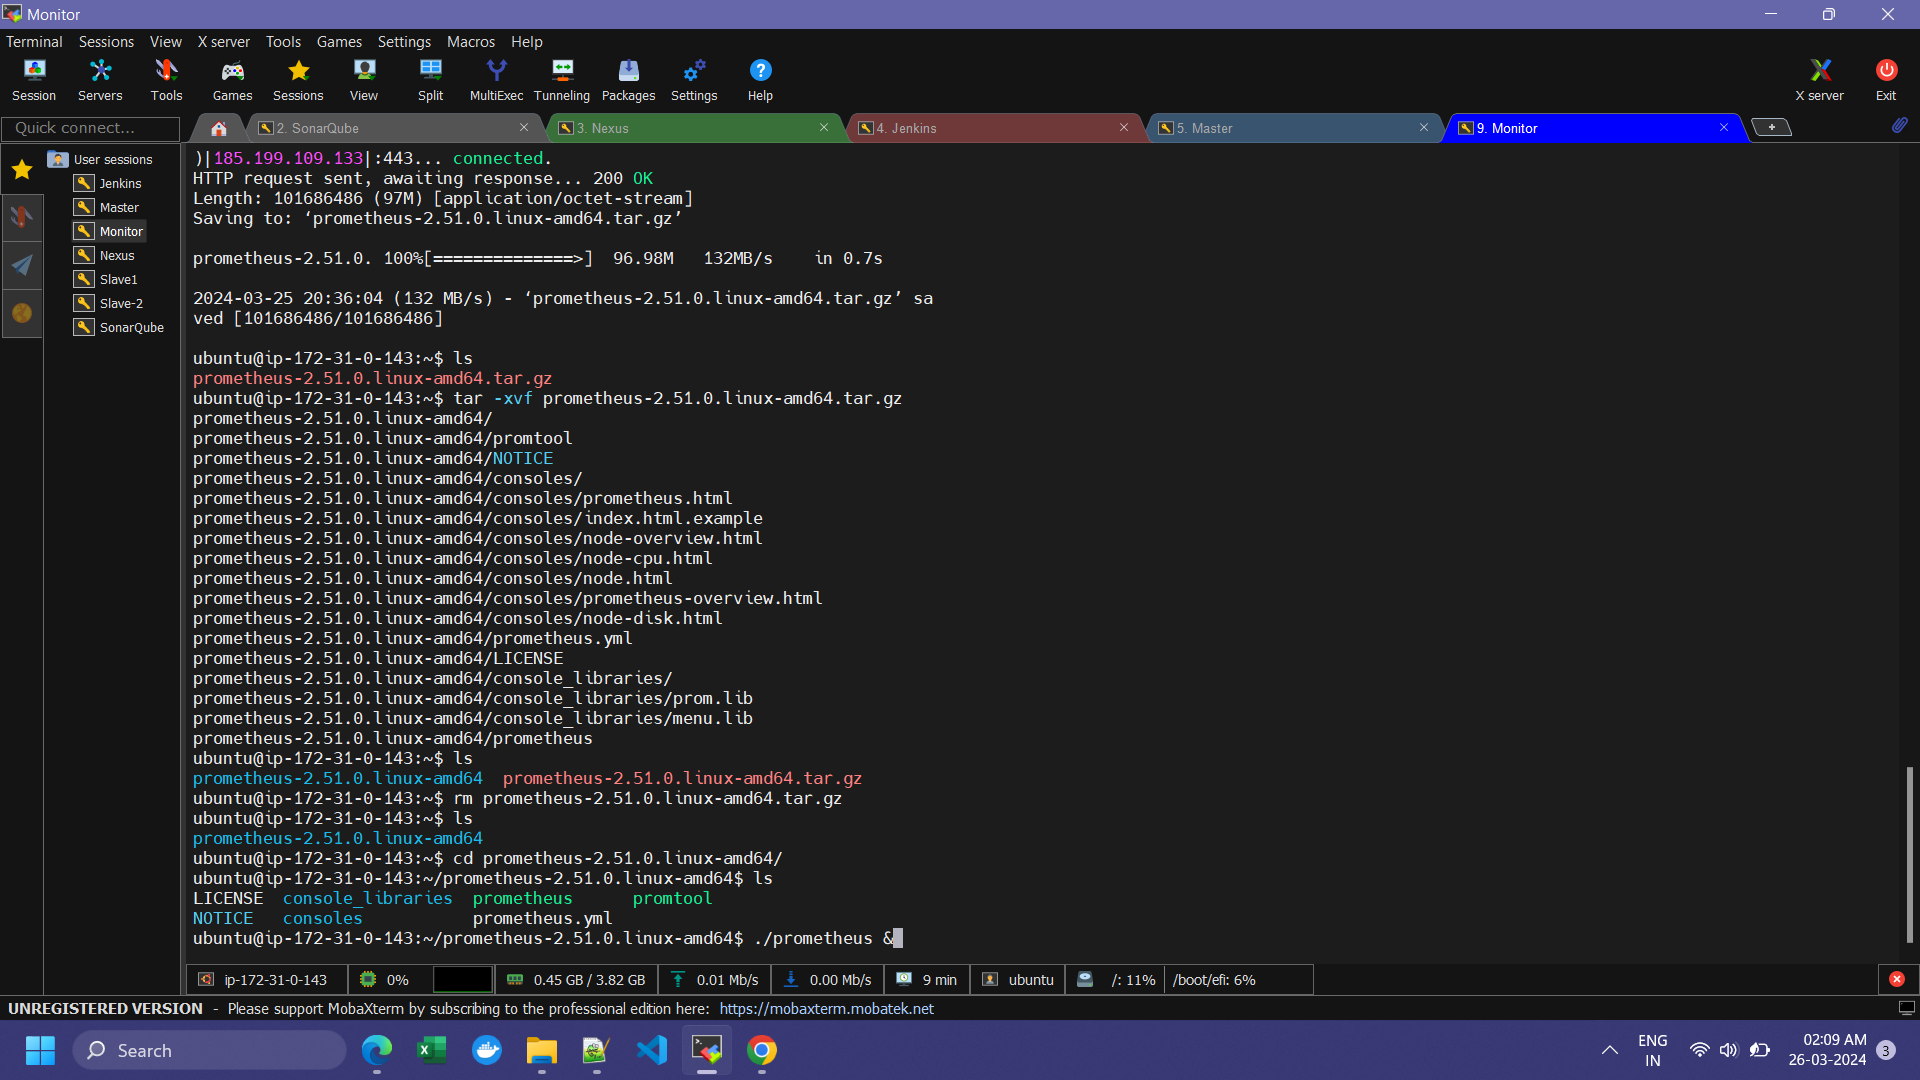 Monitor
Terminal Sessions View X server Tools Games Settings Macros Help
Session Servers Tools Games Sessions View Split MultiExec Tunneling Packages Settings Help X server Exit
Quick connect...
2. SonarQube
3. Nexus
4. Jenkins
5. Master
9. Monitor
User sessions
Jenkins
Master
Monitor
Nexus
Slave1
Slave-2
SonarQube
)|185.199.109.133|:443... connected.
HTTP request sent, awaiting response... 200 OK
Length: 101686486 (97M) [application/octet-stream]
Saving to: ‘prometheus-2.51.0.linux-amd64.tar.gz’
prometheus-2.51.0. 100%[==============>]  96.98M   132MB/s    in 0.7s
2024-03-25 20:36:04 (132 MB/s) - ‘prometheus-2.51.0.linux-amd64.tar.gz’ sa
ved [101686486/101686486]
ubuntu@ip-172-31-0-143:~$ ls
prometheus-2.51.0.linux-amd64.tar.gz
ubuntu@ip-172-31-0-143:~$ tar -xvf prometheus-2.51.0.linux-amd64.tar.gz
prometheus-2.51.0.linux-amd64/
prometheus-2.51.0.linux-amd64/promtool
prometheus-2.51.0.linux-amd64/NOTICE
prometheus-2.51.0.linux-amd64/consoles/
prometheus-2.51.0.linux-amd64/consoles/prometheus.html
prometheus-2.51.0.linux-amd64/consoles/index.html.example
prometheus-2.51.0.linux-amd64/consoles/node-overview.html
prometheus-2.51.0.linux-amd64/consoles/node-cpu.html
prometheus-2.51.0.linux-amd64/consoles/node.html
prometheus-2.51.0.linux-amd64/consoles/prometheus-overview.html
prometheus-2.51.0.linux-amd64/consoles/node-disk.html
prometheus-2.51.0.linux-amd64/prometheus.yml
prometheus-2.51.0.linux-amd64/LICENSE
prometheus-2.51.0.linux-amd64/console_libraries/
prometheus-2.51.0.linux-amd64/console_libraries/prom.lib
prometheus-2.51.0.linux-amd64/console_libraries/menu.lib
prometheus-2.51.0.linux-amd64/prometheus
ubuntu@ip-172-31-0-143:~$ ls
prometheus-2.51.0.linux-amd64  prometheus-2.51.0.linux-amd64.tar.gz
ubuntu@ip-172-31-0-143:~$ rm prometheus-2.51.0.linux-amd64.tar.gz
ubuntu@ip-172-31-0-143:~$ ls
prometheus-2.51.0.linux-amd64
ubuntu@ip-172-31-0-143:~$ cd prometheus-2.51.0.linux-amd64/
ubuntu@ip-172-31-0-143:~/prometheus-2.51.0.linux-amd64$ ls
LICENSE  console_libraries  prometheus      promtool
NOTICE   consoles           prometheus.yml
ubuntu@ip-172-31-0-143:~/prometheus-2.51.0.linux-amd64$ ./prometheus &
ip-172-31-0-143 0% 0.45 GB / 3.82 GB 0.01 Mb/s 0.00 Mb/s 9 min ubuntu /: 11% /boot/efi: 6%
UNREGISTERED VERSION - Please support MobaXterm by subscribing to the professional edition here: https://mobaxterm.mobatek.net
Search
ENG
IN
02:09 AM
26-03-2024
3